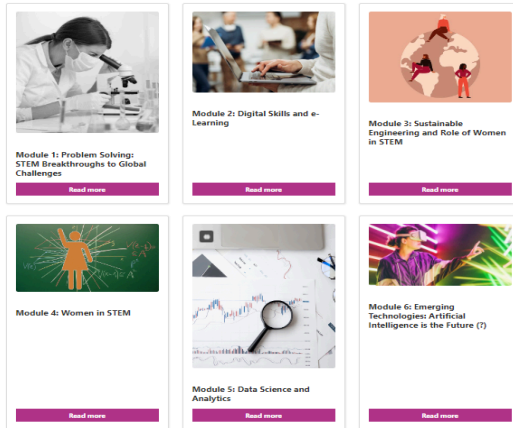 Module 1: Problem Solving:
STEM Breakthroughs to Global
Challenges
Read more
Module 2: Digital Skills and e-
Learning
Read more
Module 3: Sustainable
Engineering and Role of Women
in STEM
Read more
Module 4: Women in STEM
Read more
Module 5: Data Science and
Analytics
Read more
Module 6: Emerging
Technologies: Artificial
Intelligence is the Future (?)
Read more